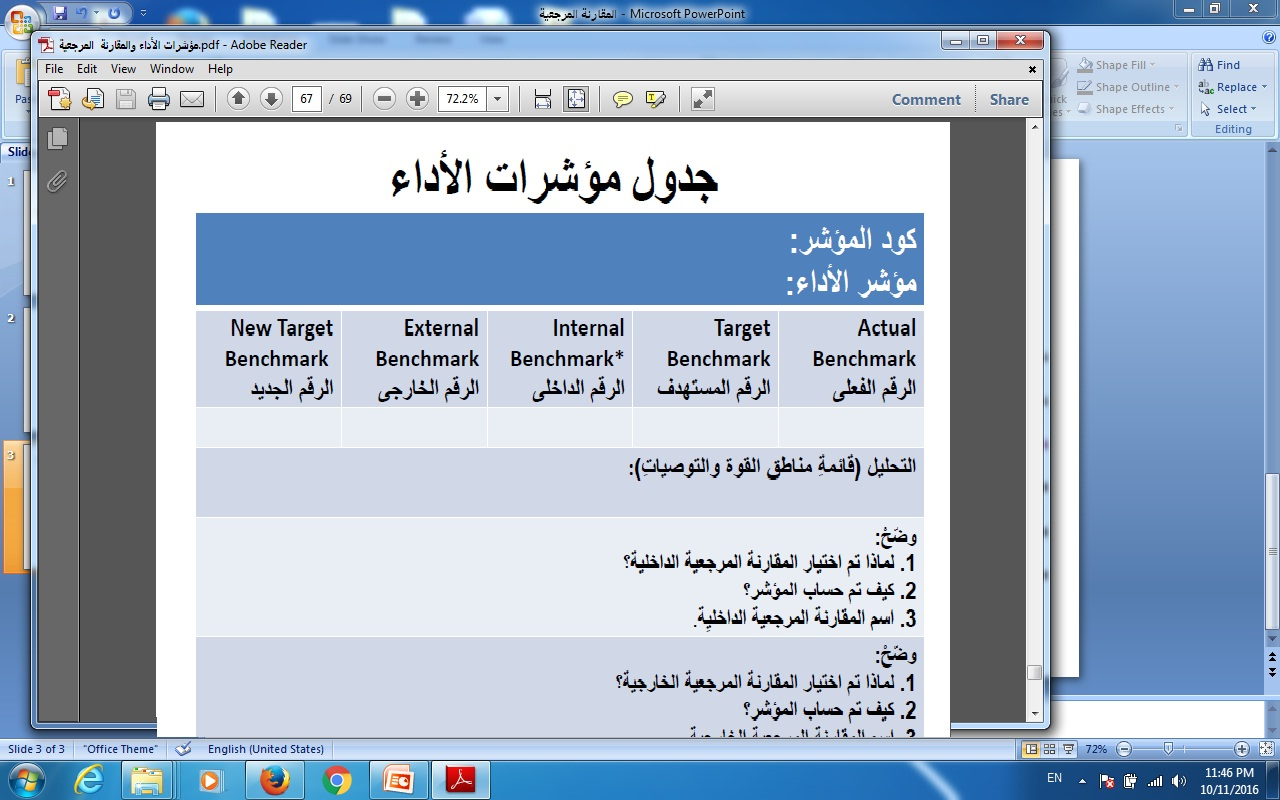 المقارنة المرجعية - Microsoft PowerPoint
مؤشرات الأداء والمقارنة المرجعية.pdf - Adobe Reader
File Edit View Window Help
67 / 69 72.2% Comment Share
Shape Fill
Shape Outline
Shape Effects
Find
Replace
Select
Editing
جدول مؤشرات الأداء
كود المؤشر:
مؤشر الأداء:
New Target External Internal Target Actual
Benchmark Benchmark Benchmark* Benchmark Benchmark
الرقم الفعلى الرقم المستهدف الرقم الداخلى الرقم الخارجى الرقم الجديد
التحليل (قائمةِ مناطقِ القوة والتوصياتِ):
وضّحْ:
1. لماذا تم اختيار المقارنة المرجعية الداخلية؟
2. كيف تم حساب المؤشر؟
3. اسم المقارنة المرجعية الداخليةِ.
وضّحْ:
1. لماذا تم اختيار المقارنة المرجعية الخارجية؟
2. كيف تم حساب المؤشر؟
1
2
3
Slide 3 of 3 "Office Theme" English (United States) 72%
EN 11:46 PM
10/11/2016